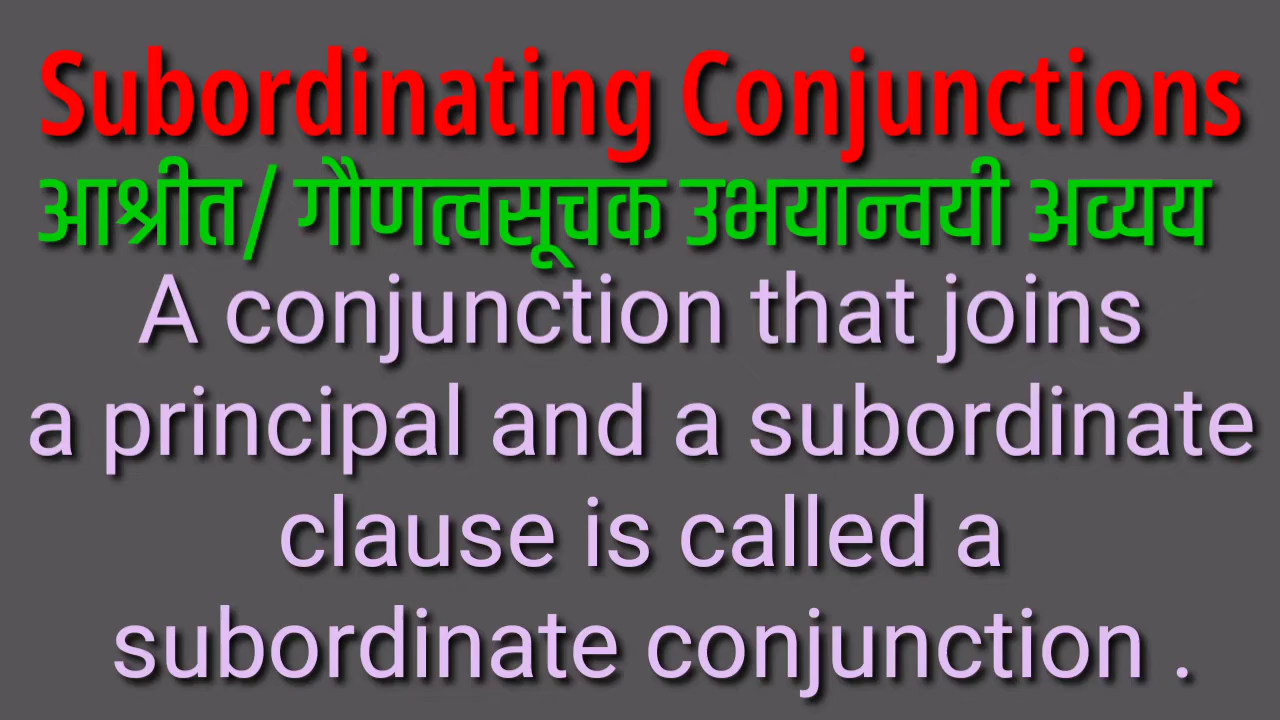 Subordinating Conjunctions
आश्रीत/ गौणत्वसूचक उभयान्वयी अव्यय
A conjunction that joins
a principal and a subordinate
clause is called a
subordinate conjunction .